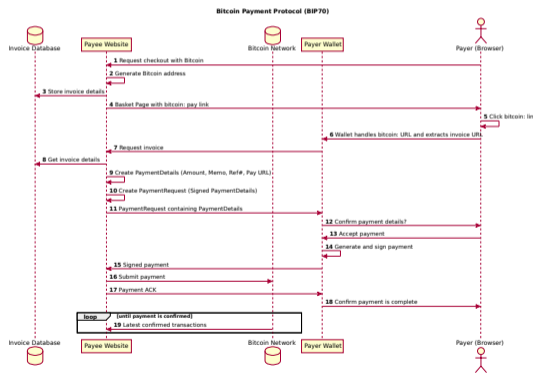 Bitcoin Payment Protocol (BIP70)
Invoice Database
Payee Website
Bitcoin Network
Payer Wallet
Payer (Browser)
1 Request checkout with Bitcoin
2 Generate Bitcoin address
3 Store invoice details
4 Basket Page with bitcoin: pay link
5 Click bitcoin: lin
6 Wallet handles bitcoin: URL and extracts invoice URL
7 Request invoice
8 Get invoice details
9 Create PaymentDetails (Amount, Memo, Ref#, Pay URL)
10 Create PaymentRequest (Signed PaymentDetails)
11 PaymentRequest containing PaymentDetails
12 Confirm payment details?
13 Accept payment
14 Generate and sign payment
15 Signed payment
16 Submit payment
17 Payment ACK
18 Confirm payment is complete
loop [until payment is confirmed]
19 Latest confirmed transactions
Invoice Database
Payee Website
Bitcoin Network
Payer Wallet
Payer (Browser)